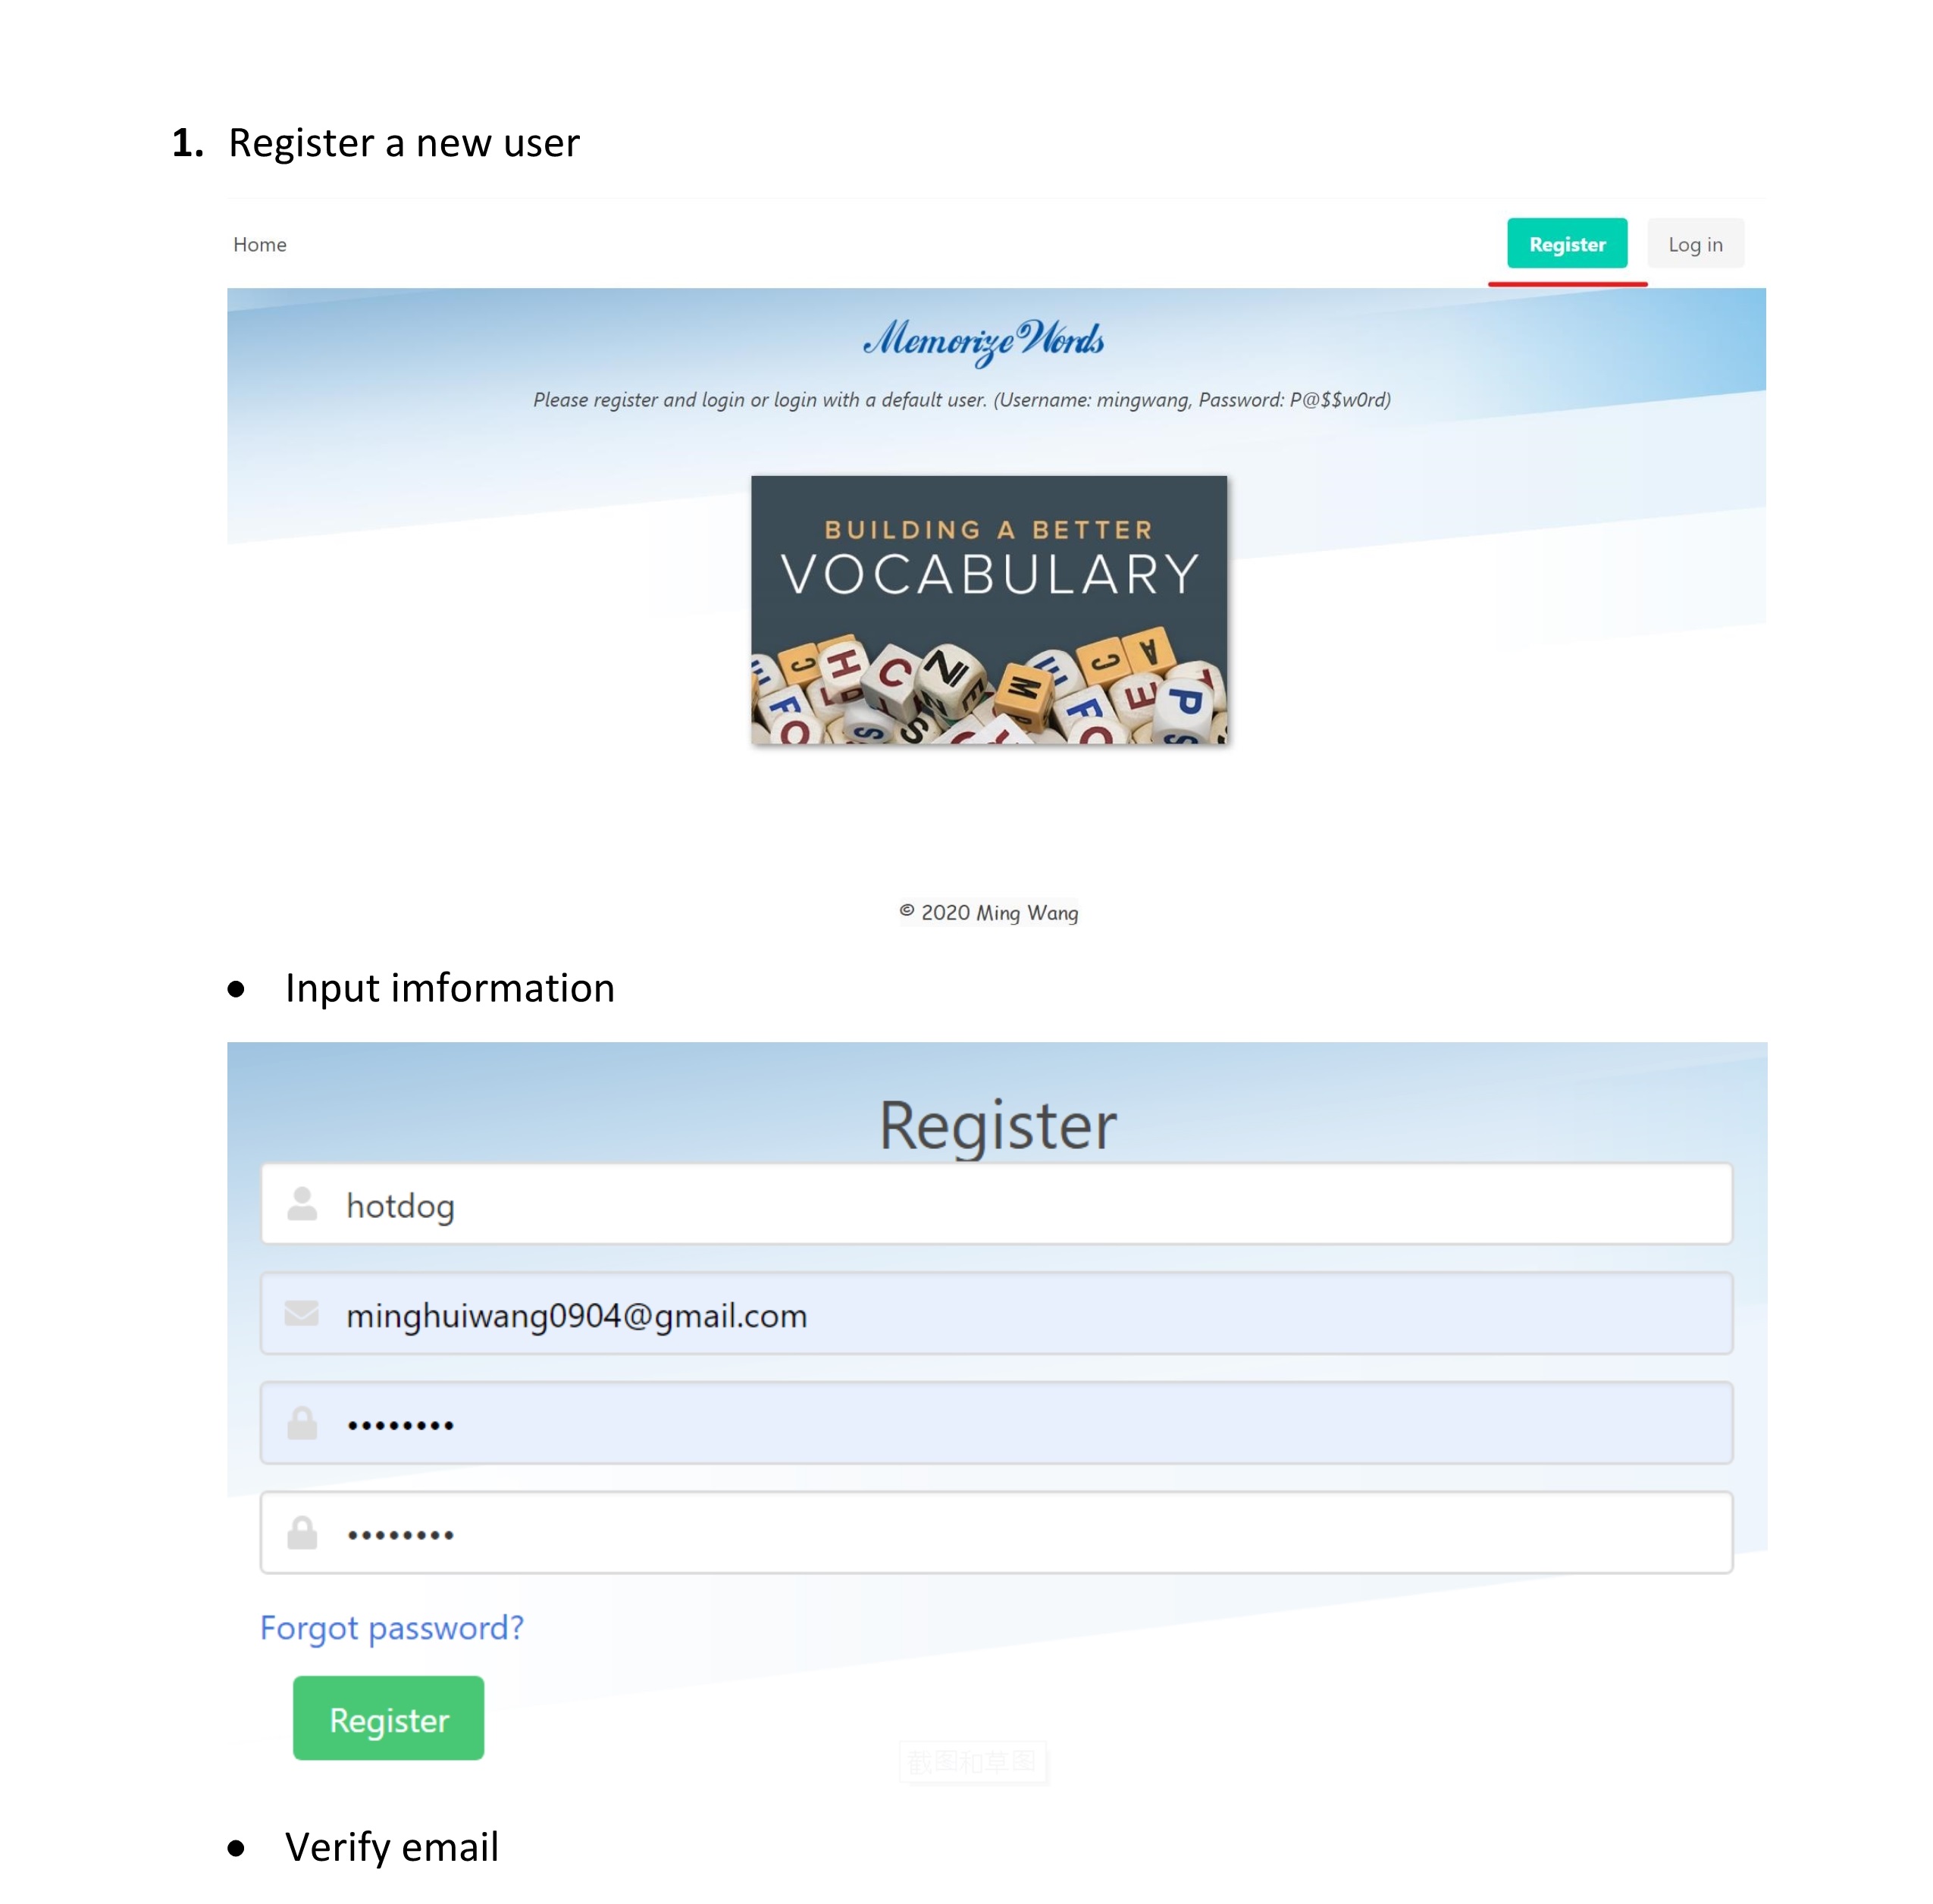 1. Register a new user
Home
Register
Log in
Memorize Words
Please register and login or login with a default user. (Username: mingwang, Password: P@$$w0rd)
BUILDING A BETTER
VOCABULARY
© 2020 Ming Wang
• Input imformation
Register
hotdog
minghuiwang0904@gmail.com
••••••••
••••••••
Forgot password?
Register
截图和草图
• Verify email